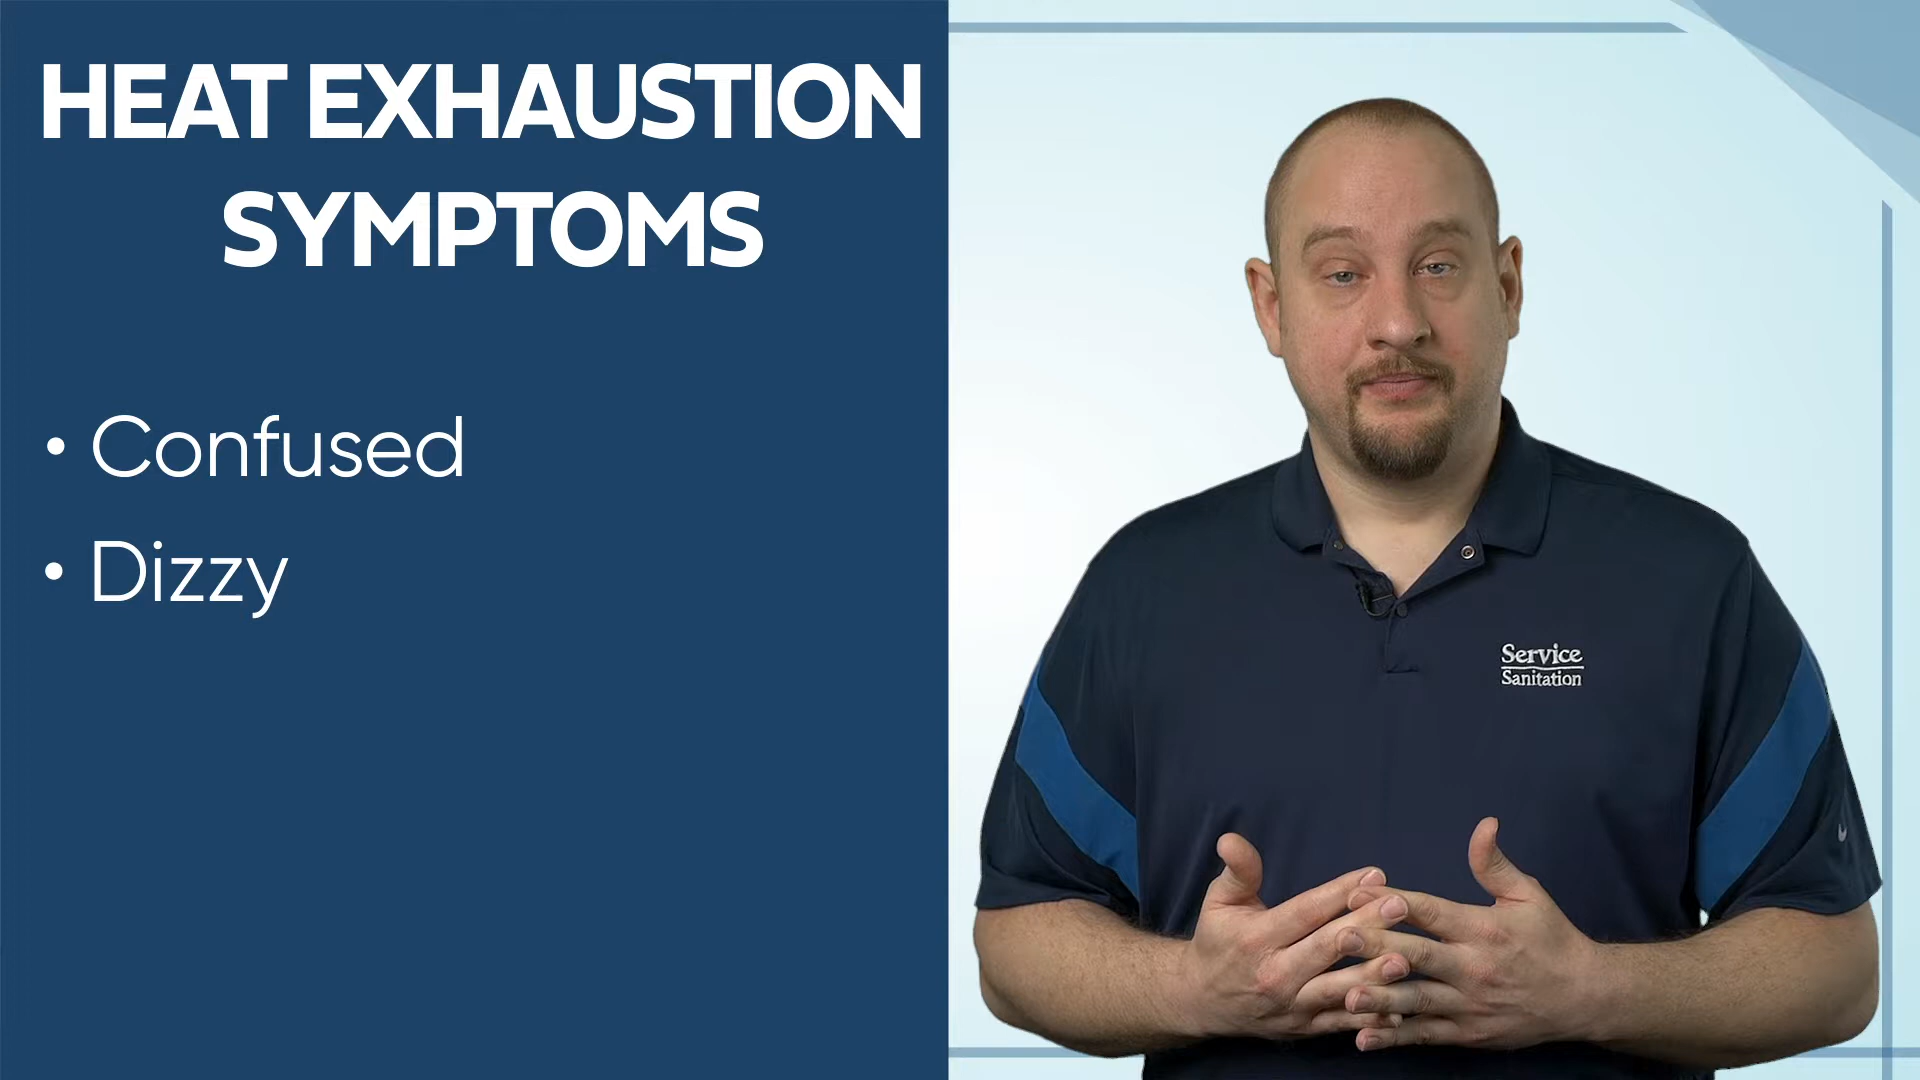 HEAT EXHAUSTION
SYMPTOMS
• Confused
• Dizzy
Service
Sanitation